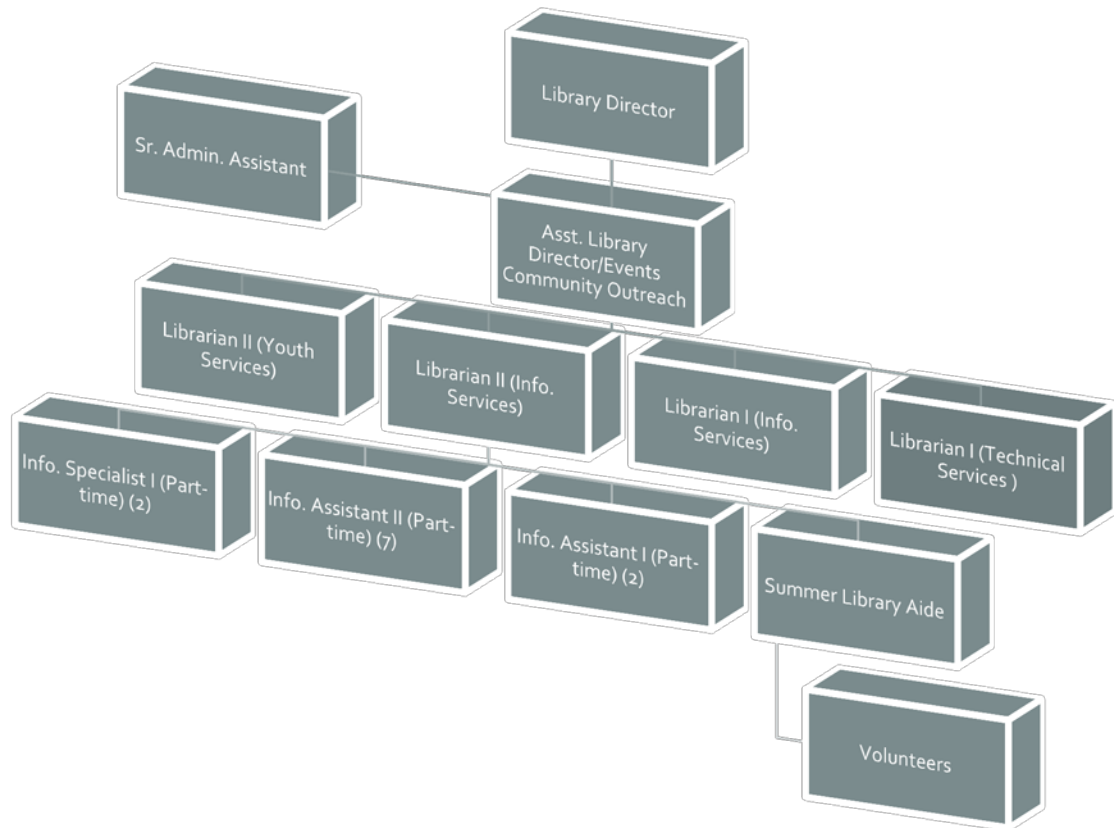 Library Director
Sr. Admin. Assistant
Asst. Library
Director/Events
Community Outreach
Librarian II (Youth
Services)
Librarian II (Info.
Services)
Librarian I (Info.
Services)
Librarian I (Technical
Services )
Info. Specialist I (Part-
time) (2)
Info. Assistant II (Part-
time) (7)
Info. Assistant I (Part-
time) (2)
Summer Library Aide
Volunteers